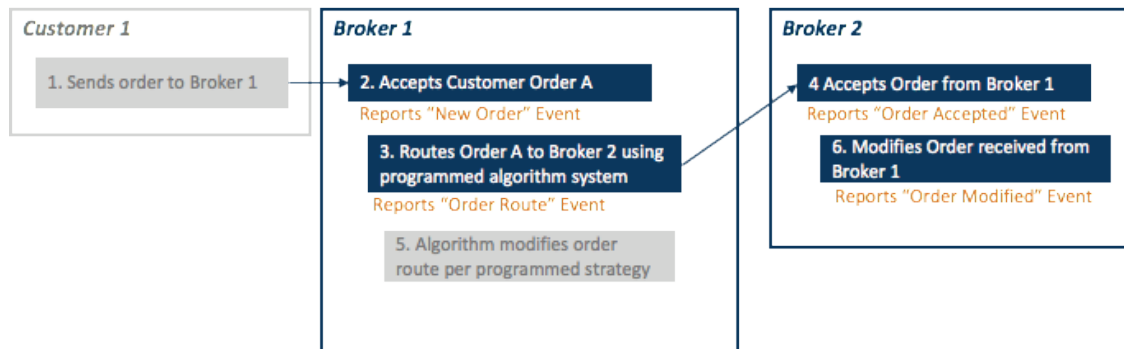 Customer 1
1. Sends order to Broker 1
Broker 1
2. Accepts Customer Order A
Reports "New Order" Event
3. Routes Order A to Broker 2 using
programmed algorithm system
Reports "Order Route" Event
5. Algorithm modifies order
route per programmed strategy
Broker 2
4 Accepts Order from Broker 1
Reports "Order Accepted" Event
6. Modifies Order received from
Broker 1
Reports "Order Modified" Event